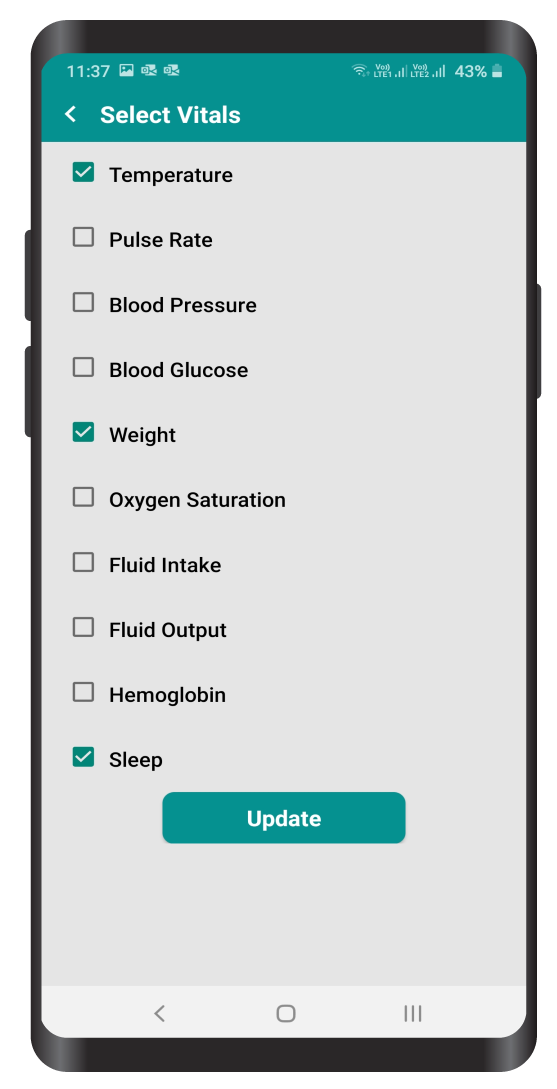 11:37 Vo)) LTE1 Vo)) LTE2 43%
Select Vitals
Temperature
Pulse Rate
Blood Pressure
Blood Glucose
Weight
Oxygen Saturation
Fluid Intake
Fluid Output
Hemoglobin
Sleep
Update